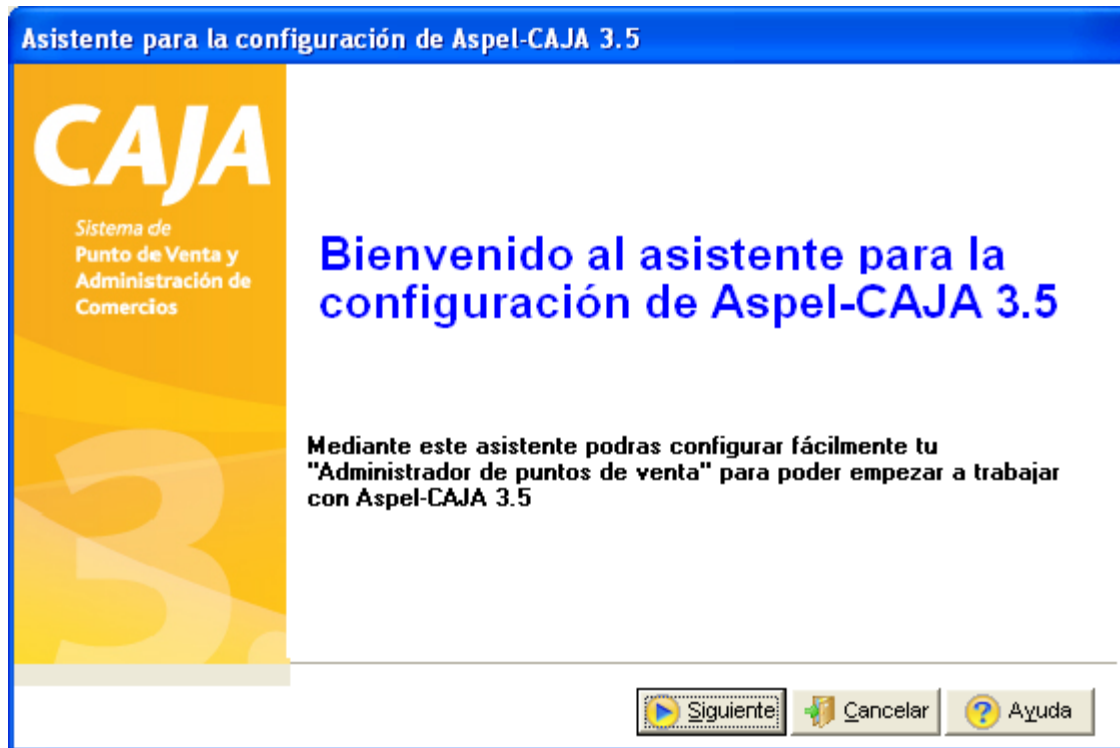 Asistente para la configuración de Aspel-CAJA 3.5
CAJA
Sistema de
Punto de Venta y
Administración de
Comercios
3.
Bienvenido al asistente para la
configuración de Aspel-CAJA 3.5
Mediante este asistente podras configurar fácilmente tu
"Administrador de puntos de venta" para poder empezar a trabajar
con Aspel-CAJA 3.5
Siguiente
Cancelar
Ayuda